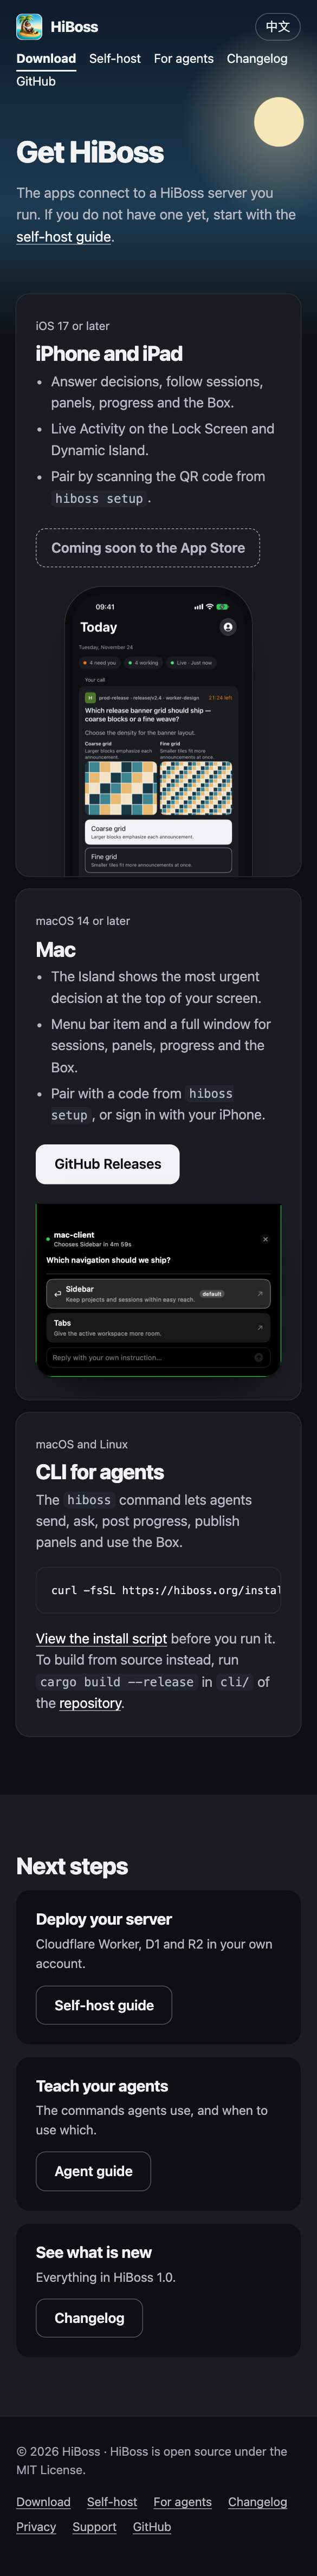 HiBoss
中文
Download Self-host For agents Changelog
GitHub
Get HiBoss
The apps connect to a HiBoss server you
run. If you do not have one yet, start with the
self-host guide.
iOS 17 or later
iPhone and iPad
• Answer decisions, follow sessions,
panels, progress and the Box.
• Live Activity on the Lock Screen and
Dynamic Island.
• Pair by scanning the QR code from
hiboss setup.
Coming soon to the App Store
09:41
Today
Tuesday, November 24
4 need you 4 working Live · Just now
Your call
prod-release · release/v2.4 · worker-design 21:24 left
Which release banner grid should ship —
coarse blocks or a fine weave?
Choose the density for the banner layout.
Coarse grid
Larger blocks emphasize each
announcement.
Fine grid
Smaller tiles fit more
announcements at once.
Coarse grid
Larger blocks emphasize each announcement.
Fine grid
Smaller tiles fit more announcements at once.
macOS 14 or later
Mac
• The Island shows the most urgent
decision at the top of your screen.
• Menu bar item and a full window for
sessions, panels, progress and the
Box.
• Pair with a code from hiboss
setup, or sign in with your iPhone.
GitHub Releases
mac-client
Chooses Sidebar in 4m 59s
Which navigation should we ship?
Sidebar default
Keep projects and sessions within easy reach.
Tabs
Give the active workspace more room.
Reply with your own instruction...
macOS and Linux
CLI for agents
The hiboss command lets agents
send, ask, post progress, publish
panels and use the Box.
curl -fsSL https://hiboss.org/instal
View the install script before you run it.
To build from source instead, run
cargo build --release in cli/ of
the repository.
Next steps
Deploy your server
Cloudflare Worker, D1 and R2 in your own
account.
Self-host guide
Teach your agents
The commands agents use, and when to
use which.
Agent guide
See what is new
Everything in HiBoss 1.0.
Changelog
© 2026 HiBoss · HiBoss is open source under the
MIT License.
Download Self-host For agents Changelog
Privacy Support GitHub